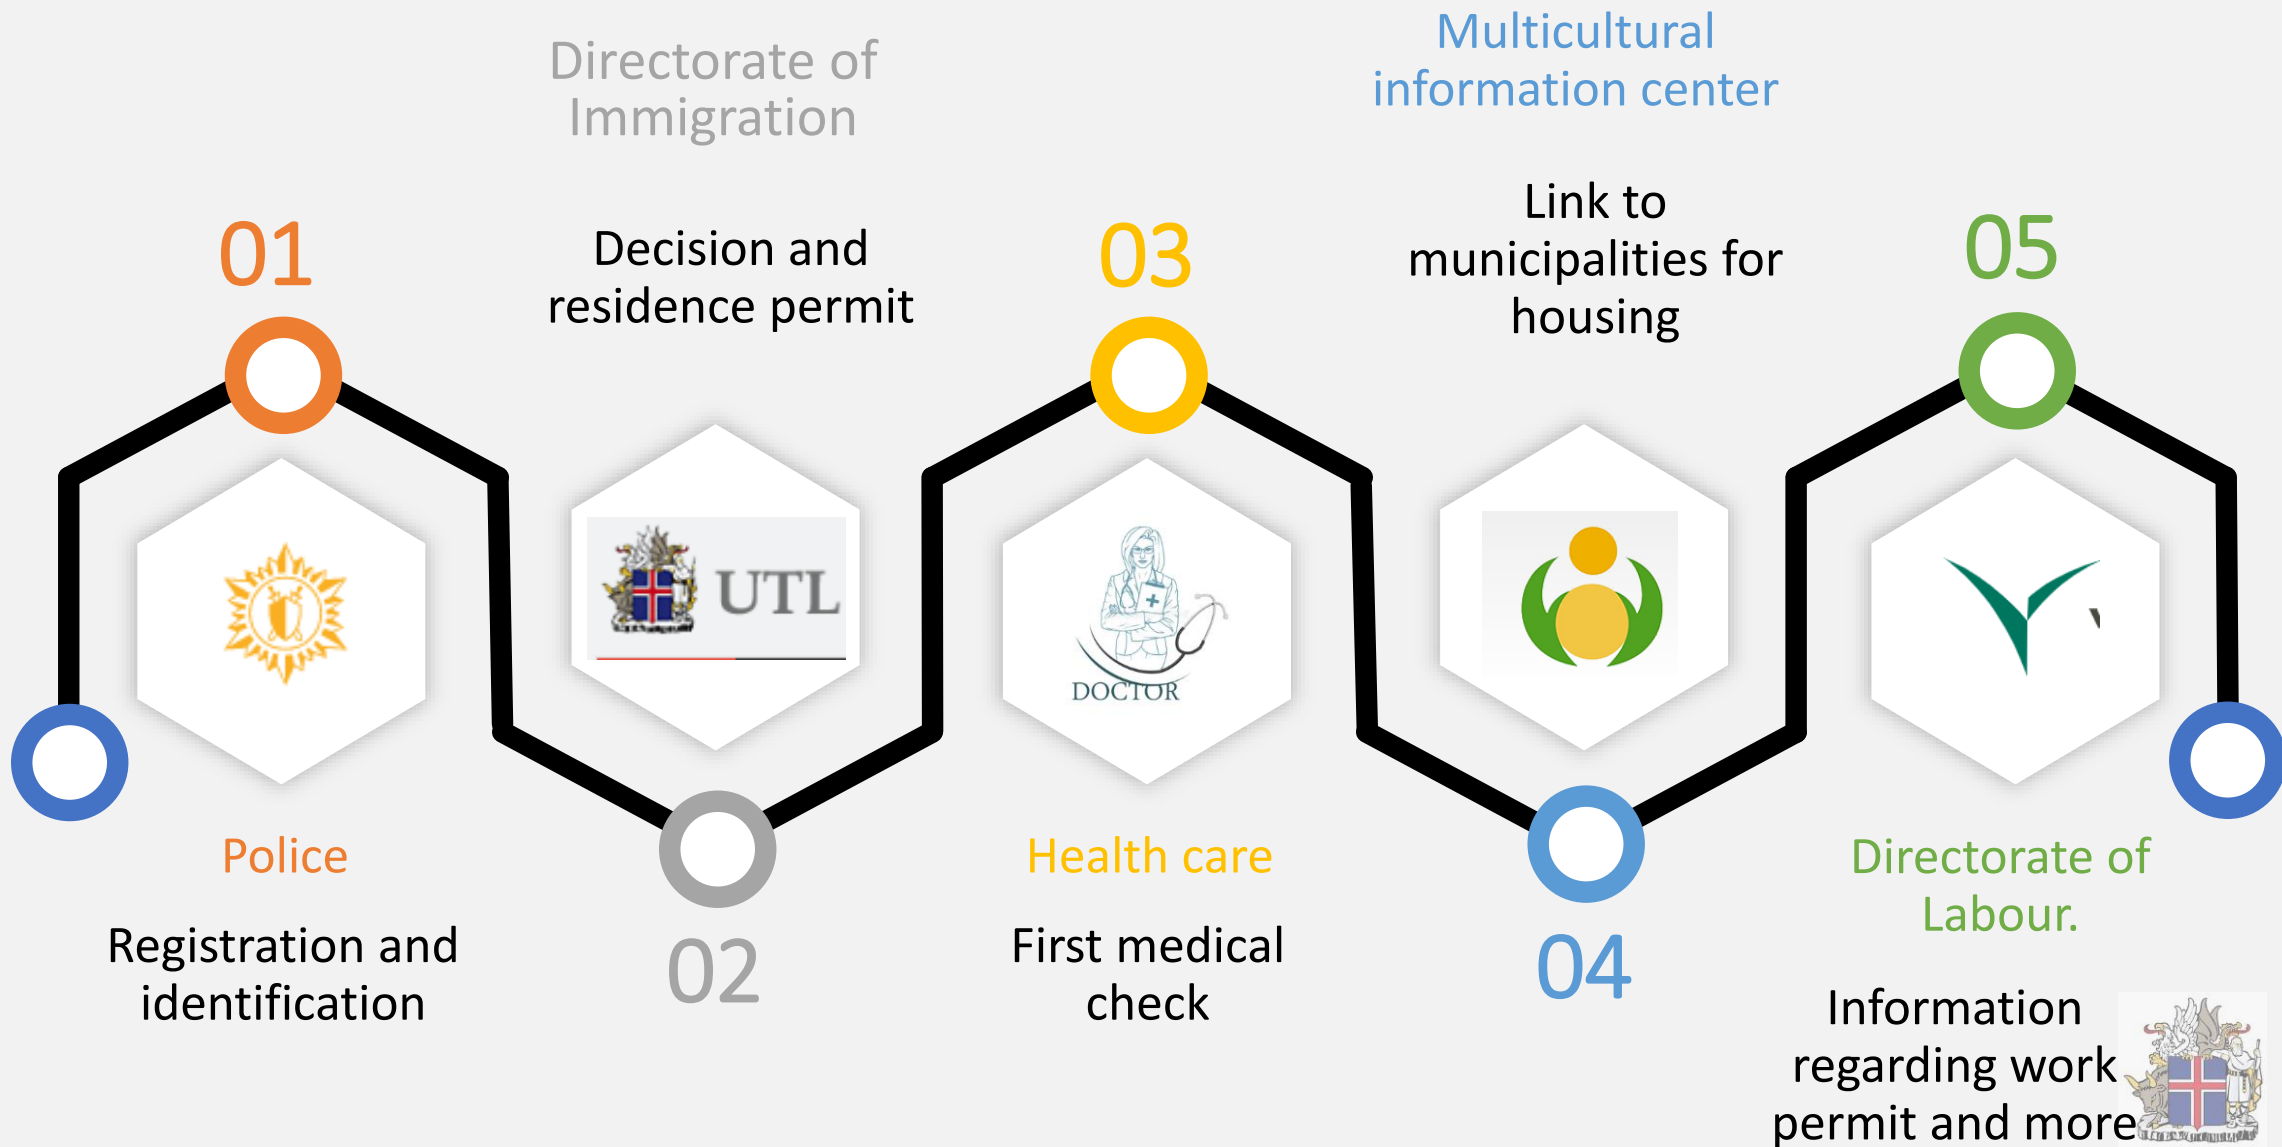 01
Police
Registration and
identification
Directorate of
Immigration
Decision and
residence permit
UTL
02
03
DOCTOR
Health care
First medical
check
Multicultural
information center
Link to
municipalities for
housing
04
05
Directorate of
Labour.
Information
regarding work
permit and more